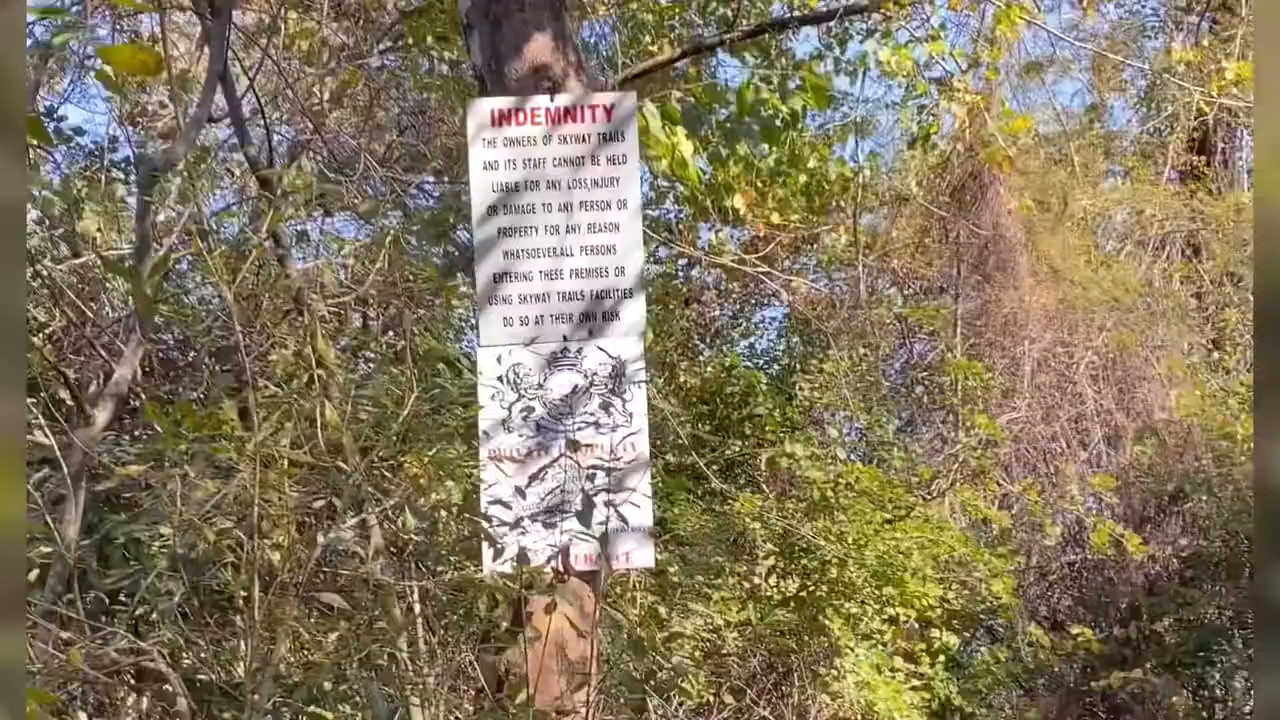 INDEMNITY
THE OWNERS OF SKYWAY TRAILS
AND ITS STAFF CANNOT BE HELD
LIABLE FOR ANY LOSS,INJURY
OR DAMAGE TO ANY PERSON OR
PROPERTY FOR ANY REASON
WHATSOEVER.ALL PERSONS
ENTERING THESE PREMISES OR
USING SKYWAY TRAILS FACILITIES
DO SO AT THEIR OWN RISK
PRIVATE PROPERTY